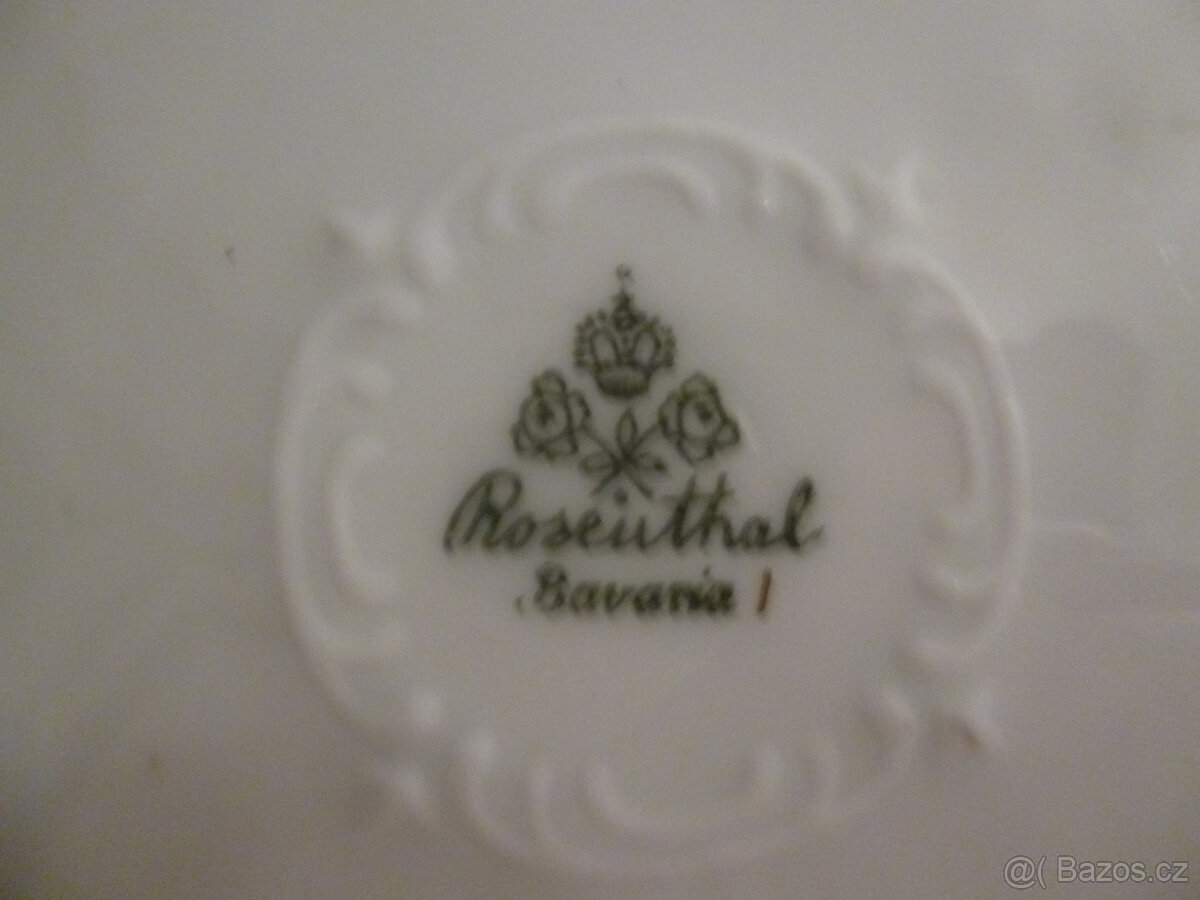 Rosenthal
Bavaria 1
@( Bazos.cz